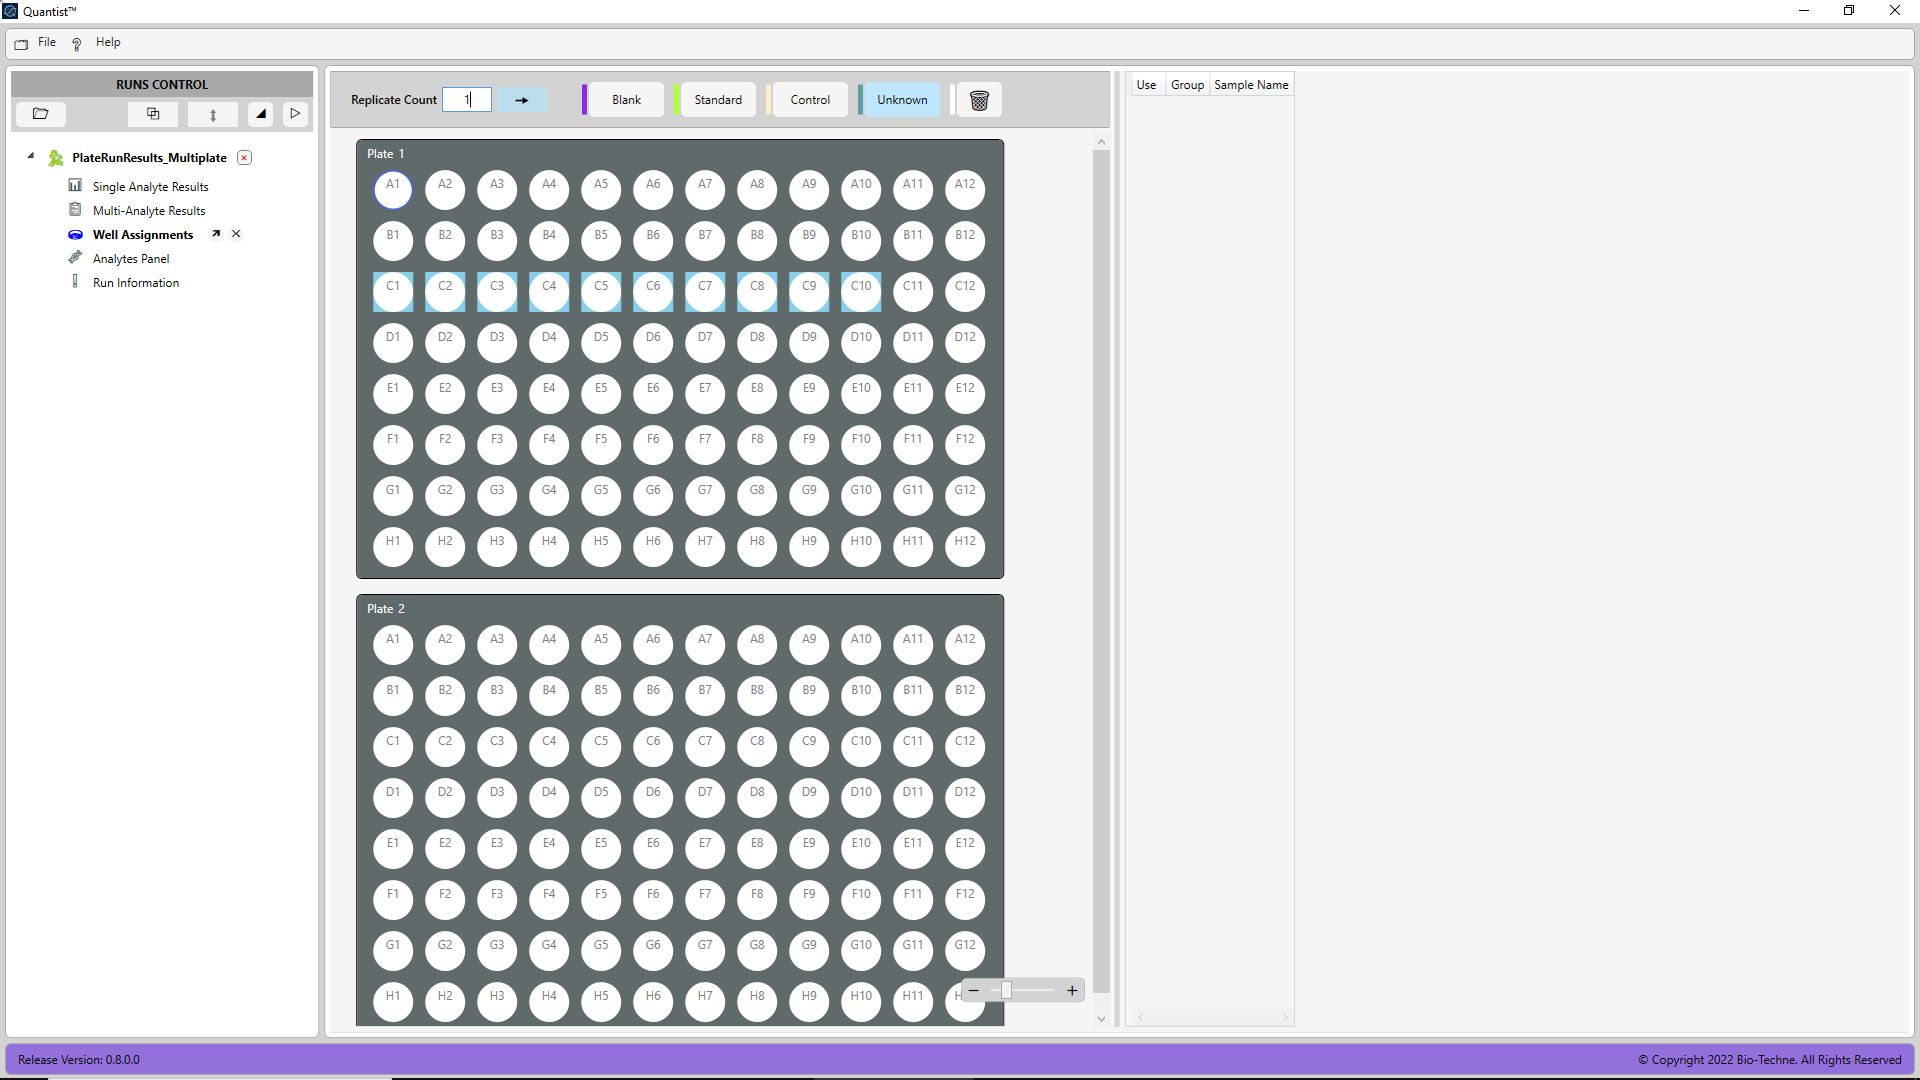 Quantist™
File ? Help
RUNS CONTROL
PlateRunResults_Multiplate
Single Analyte Results
Multi-Analyte Results
Well Assignments
Analytes Panel
Run Information
Replicate Count 1 Blank Standard Control Unknown
Plate 1
A1 A2 A3 A4 A5 A6 A7 A8 A9 A10 A11 A12
B1 B2 B3 B4 B5 B6 B7 B8 B9 B10 B11 B12
C1 C2 C3 C4 C5 C6 C7 C8 C9 C10 C11 C12
D1 D2 D3 D4 D5 D6 D7 D8 D9 D10 D11 D12
E1 E2 E3 E4 E5 E6 E7 E8 E9 E10 E11 E12
F1 F2 F3 F4 F5 F6 F7 F8 F9 F10 F11 F12
G1 G2 G3 G4 G5 G6 G7 G8 G9 G10 G11 G12
H1 H2 H3 H4 H5 H6 H7 H8 H9 H10 H11 H12
Plate 2
A1 A2 A3 A4 A5 A6 A7 A8 A9 A10 A11 A12
B1 B2 B3 B4 B5 B6 B7 B8 B9 B10 B11 B12
C1 C2 C3 C4 C5 C6 C7 C8 C9 C10 C11 C12
D1 D2 D3 D4 D5 D6 D7 D8 D9 D10 D11 D12
E1 E2 E3 E4 E5 E6 E7 E8 E9 E10 E11 E12
F1 F2 F3 F4 F5 F6 F7 F8 F9 F10 F11 F12
G1 G2 G3 G4 G5 G6 G7 G8 G9 G10 G11 G12
H1 H2 H3 H4 H5 H6 H7 H8 H9 H10 H11
Use Group Sample Name
Release Version: 0.8.0.0
© Copyright 2022 Bio-Techne. All Rights Reserved